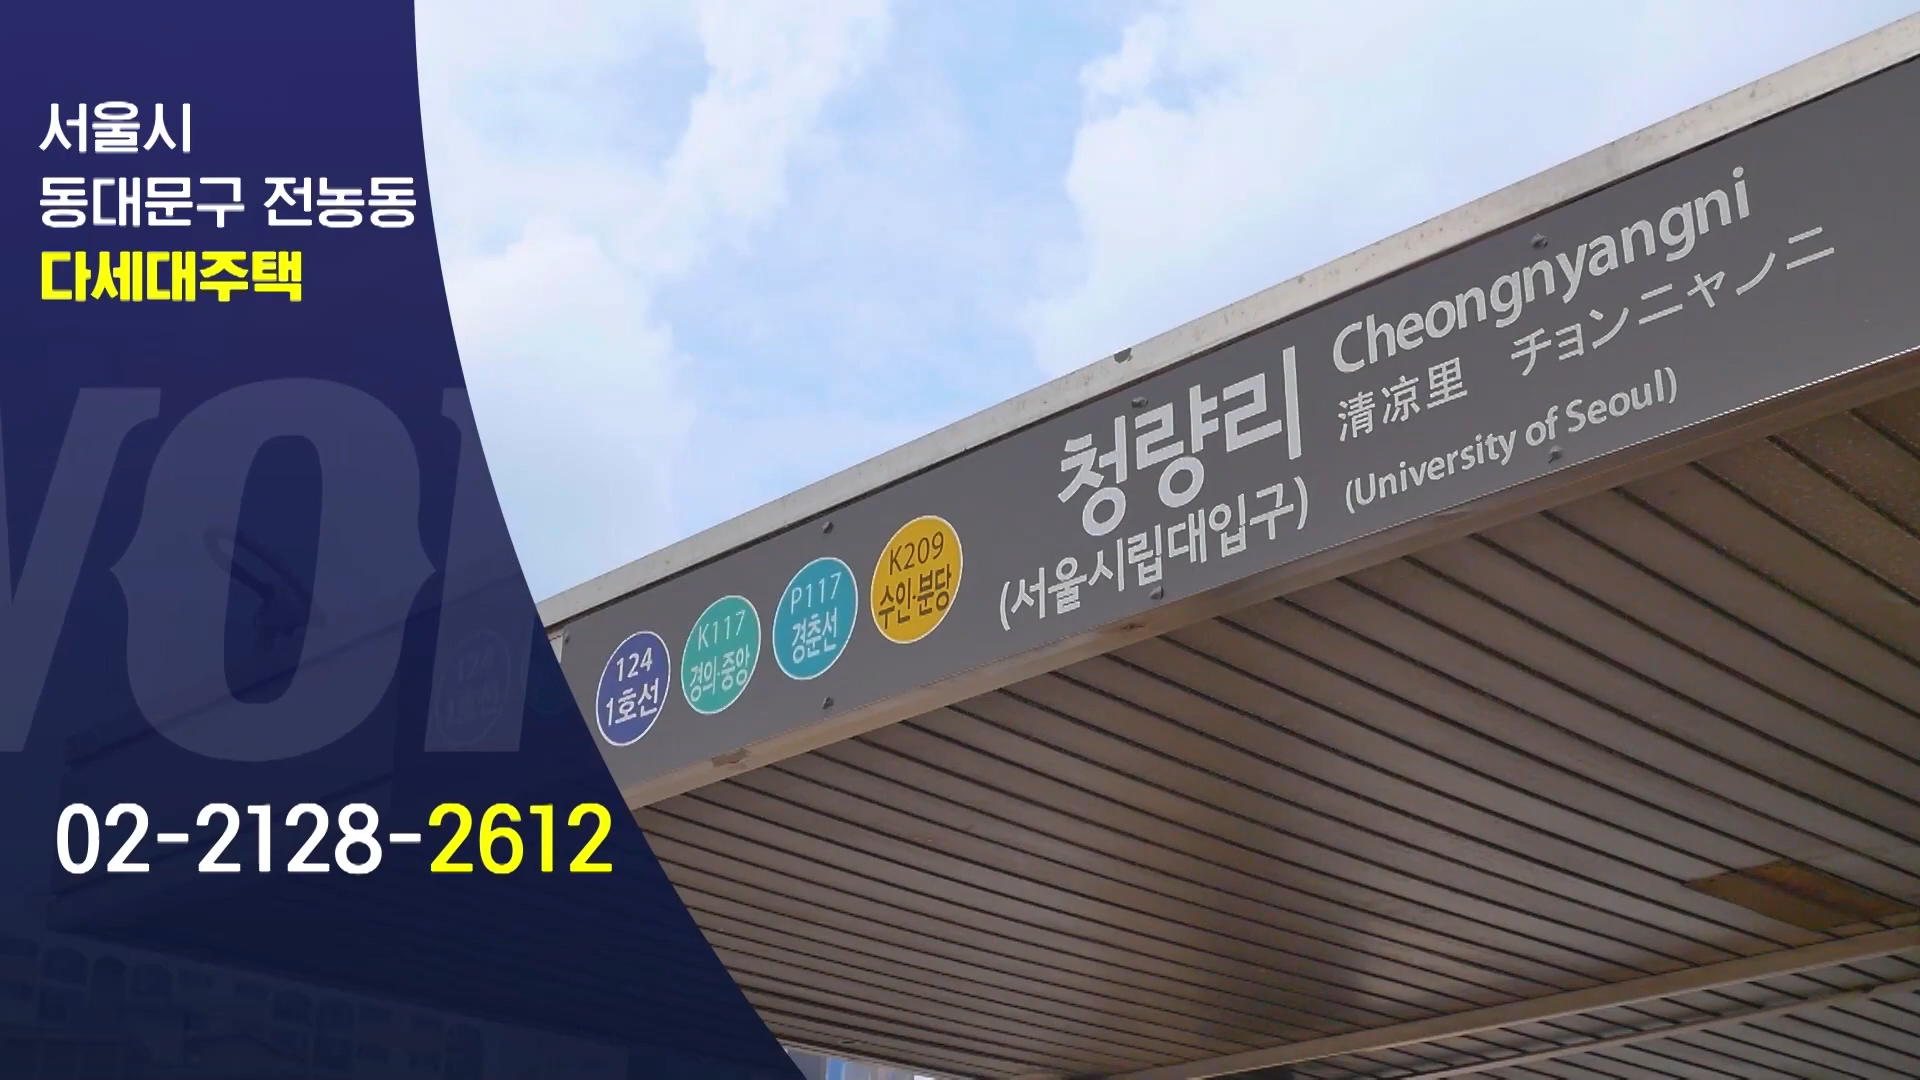 서울시
동대문구 전농동
다세대주택
02-2128-2612
124
1호선
K117
경의·중앙
P117
경춘선
K209
수인·분당
청량리
(서울시립대입구)
Cheongnyangni
清凉里 チョンニャンニ
(University of Seoul)